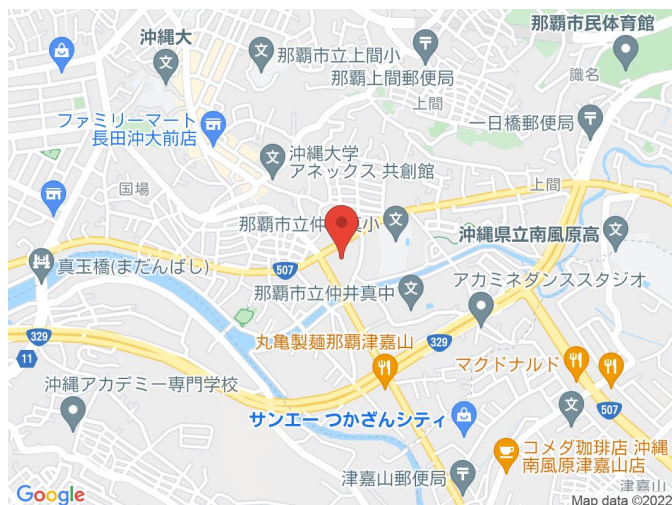 那覇市民体育館
沖縄大
那覇市立上間小
那覇上間郵便局
識名
上間
ファミリーマート
長田沖大前店
一日橋郵便局
沖縄大学
アネックス 共創館
国場
上間
那覇市立仲井真小
沖縄県立南風原高
真玉橋(まだんばし)
507
那覇市立仲井真中
アカミネダンススタジオ
329
329
丸亀製麺那覇津嘉山
マクドナルド
11
沖縄アカデミー専門学校
サンエー つかざんシティ
507
コメダ珈琲店 沖縄
南風原津嘉山店
津嘉山郵便局
津嘉山
Google
Map data ©2022